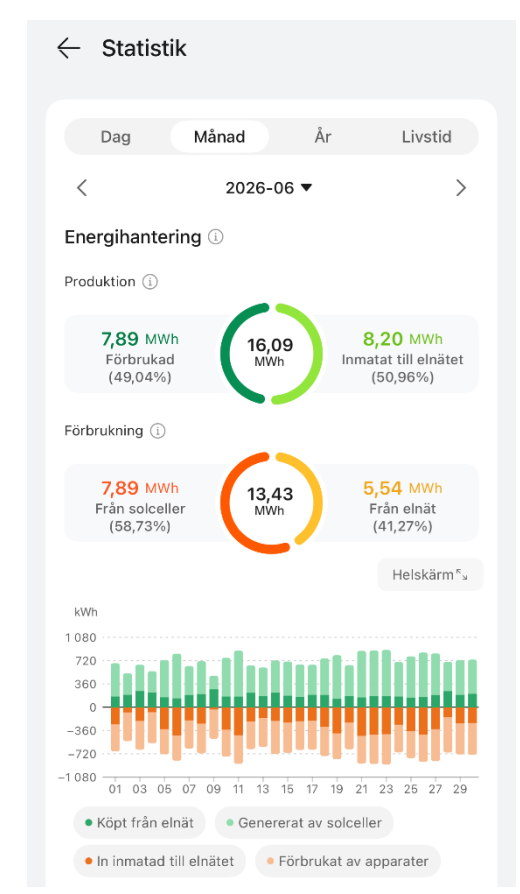 Statistik
Dag Månad År Livstid
2026-06
Energihantering
Produktion
7,89 MWh
Förbrukad
(49,04%)
16,09
MWh
8,20 MWh
Inmatat till elnätet
(50,96%)
Förbrukning
7,89 MWh
Från solceller
(58,73%)
13,43
MWh
5,54 MWh
Från elnät
(41,27%)
Helskärm
kWh
1 080
720
360
0
−360
−720
−1 080
01 03 05 07 09 11 13 15 17 19 21 23 25 27 29
Köpt från elnät Genererat av solceller
In inmatad till elnätet Förbrukat av apparater